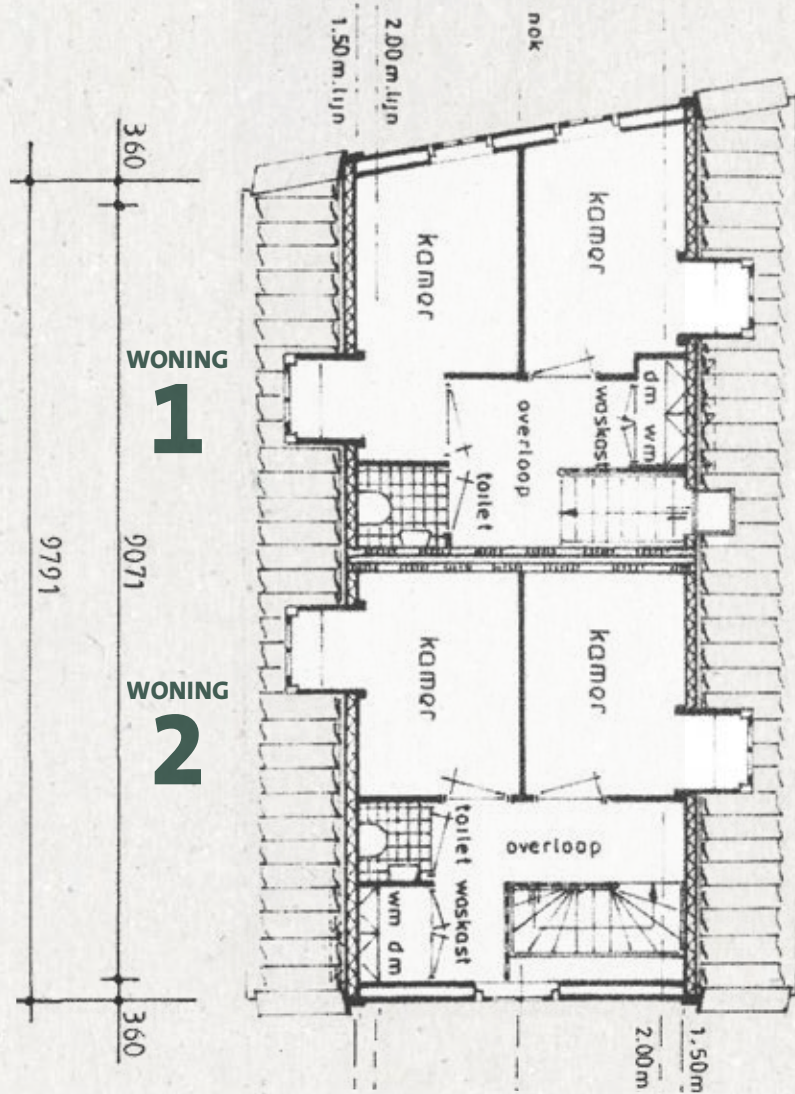 nok
2.00 m.lijn
1.50 m.lijn
360
kamer
kamer
WONING
1
dm wm
waskast
overloop
toilet
9791
9071
kamer
kamer
WONING
2
toilet waskast
overloop
wm dm
360
1,50m
2.00m